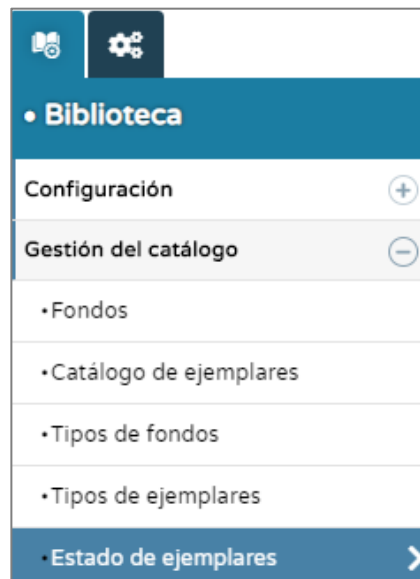 • Biblioteca
Configuración
Gestión del catálogo
•Fondos
•Catálogo de ejemplares
•Tipos de fondos
•Tipos de ejemplares
•Estado de ejemplares